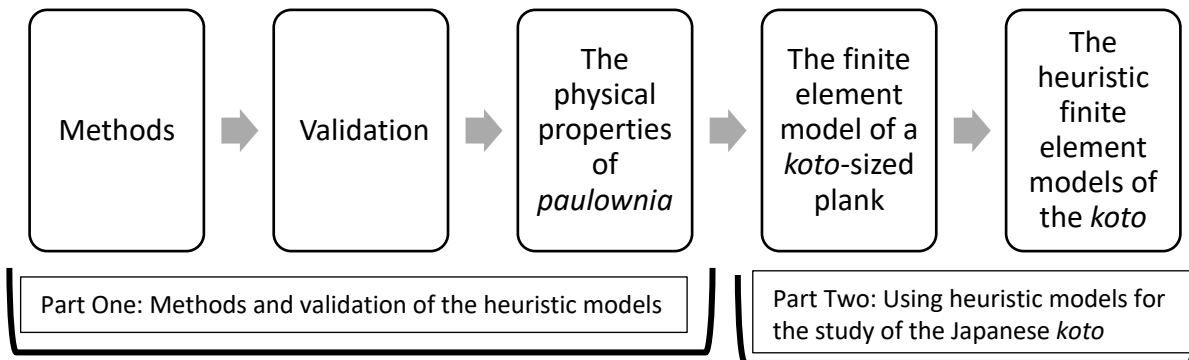 Methods
Validation
The
physical
properties
of
paulownia
The finite
element
model of a
koto-sized
plank
The
heuristic
finite
element
models of
the koto
Part One: Methods and validation of the heuristic models
Part Two: Using heuristic models for
the study of the Japanese koto